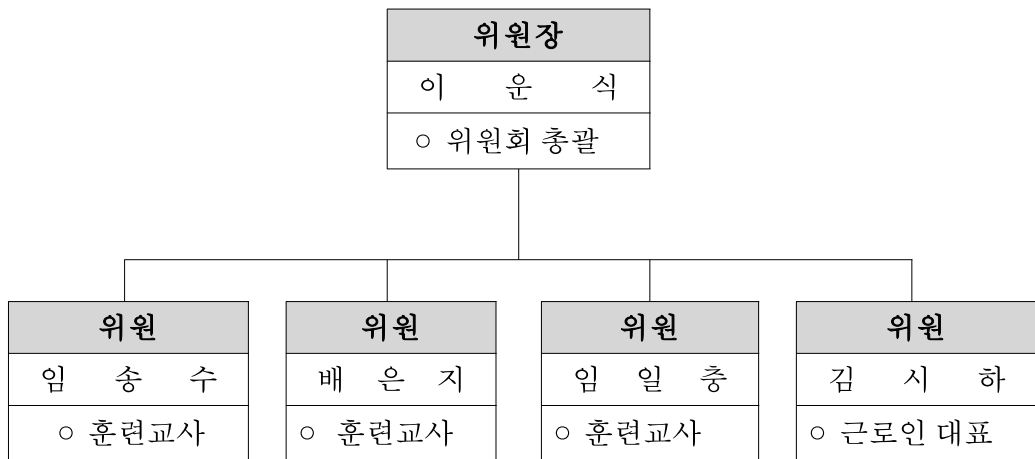 위원장
이 운 식
○ 위원회 총괄
위원 위원 위원 위원
임 송 수 배 은 지 임 일 충 김 시 하
○ 훈련교사 ○ 훈련교사 ○ 훈련교사 ○ 근로인 대표